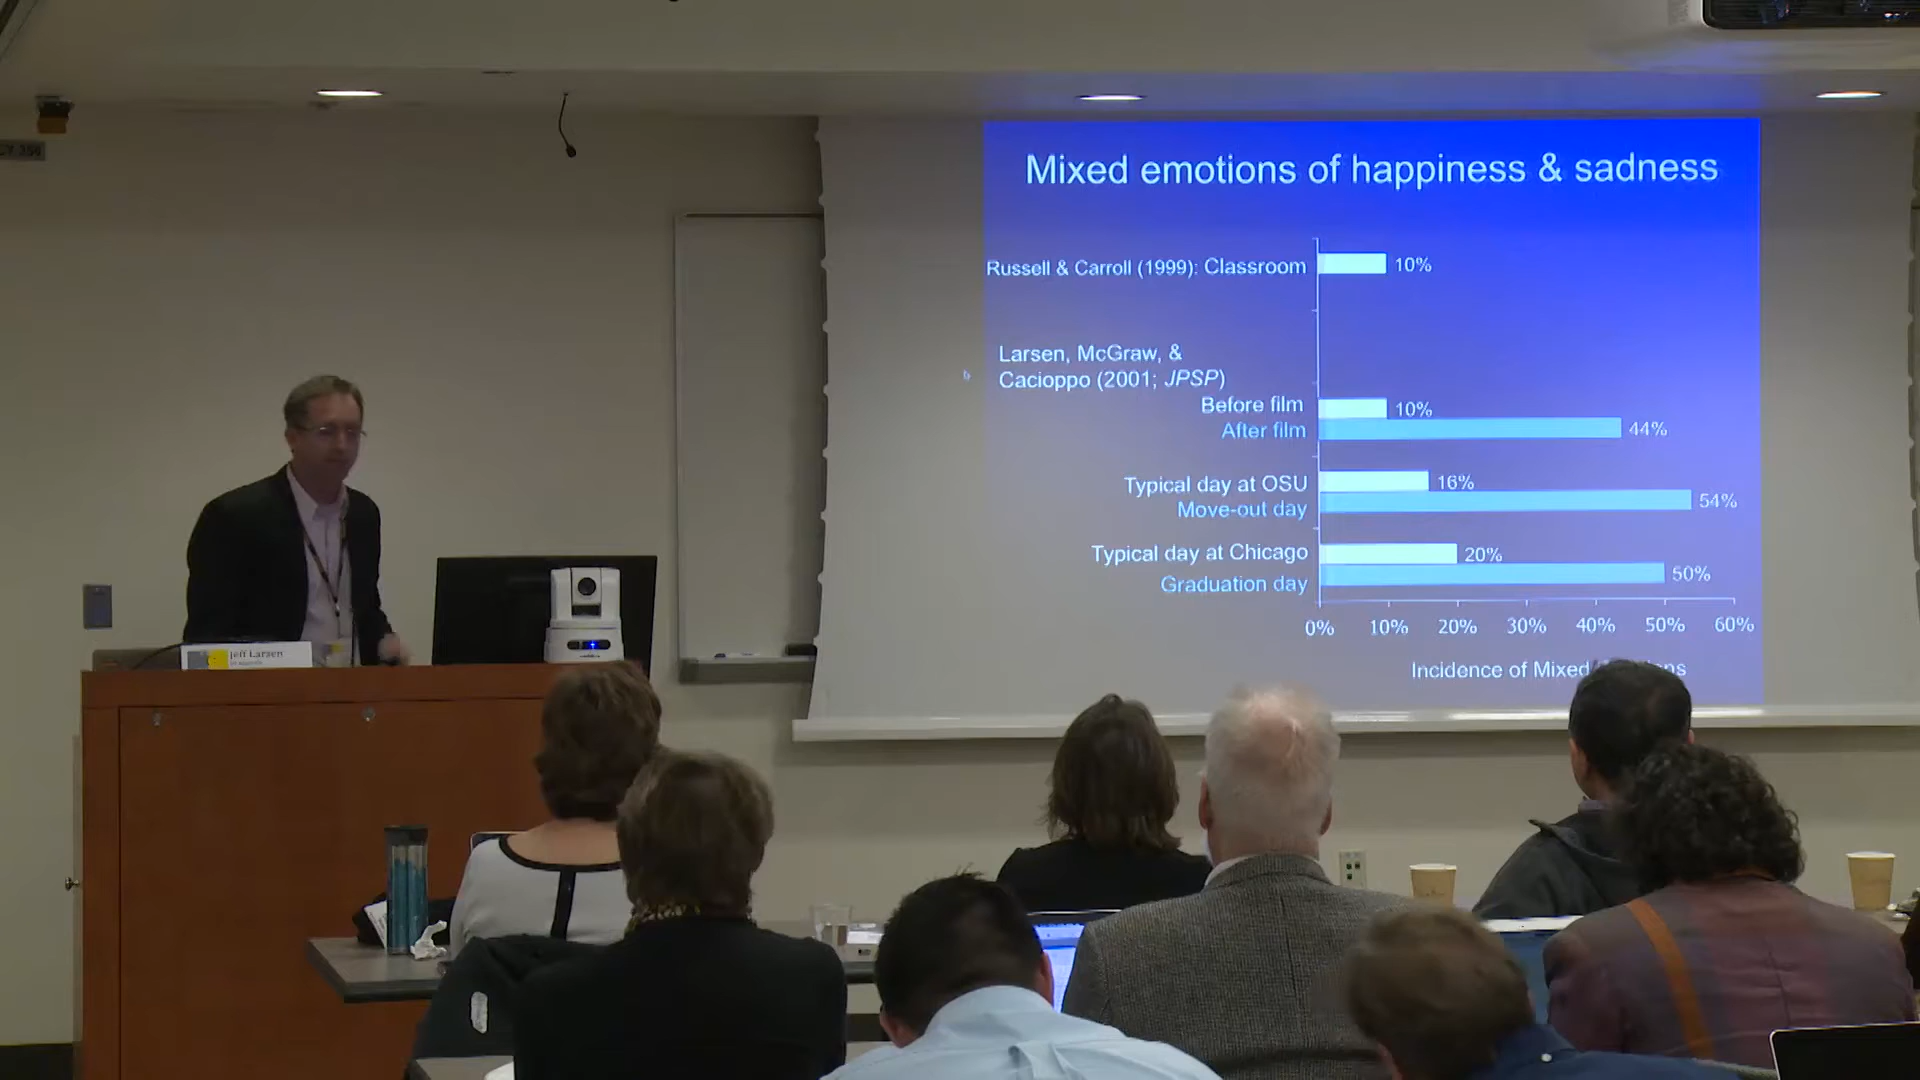 Mixed emotions of happiness & sadness
Russell & Carroll (1999): Classroom
10%
Larsen, McGraw, &
Cacioppo (2001; JPSP)
Before film
10%
After film
44%
Typical day at OSU
16%
Move-out day
54%
Typical day at Chicago
20%
Graduation day
50%
0% 10% 20% 30% 40% 50% 60%
Incidence of Mixed
Jeff Larsen